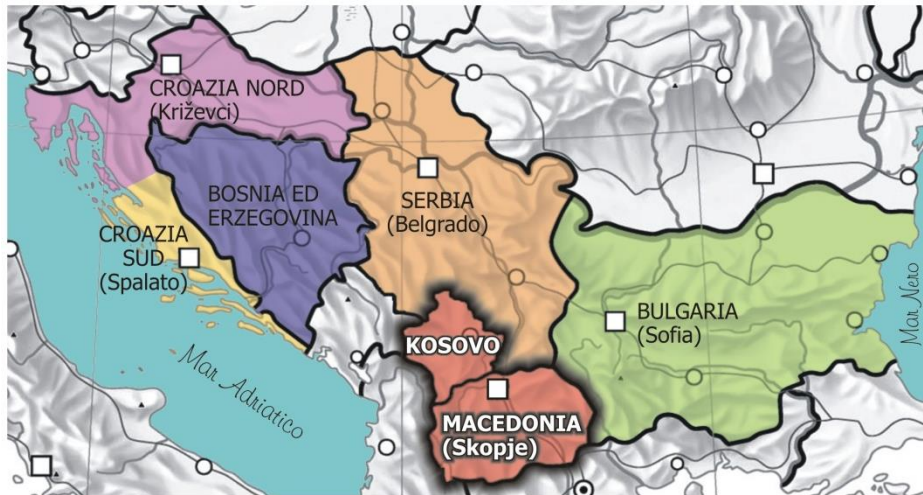 CROAZIA NORD
(Križevci)
BOSNIA ED
ERZEGOVINA
SERBIA
(Belgrado)
CROAZIA
SUD
(Spalato)
BULGARIA
(Sofia)
Mar Nero
KOSOVO
Mar Adriatico
MACEDONIA
(Skopje)